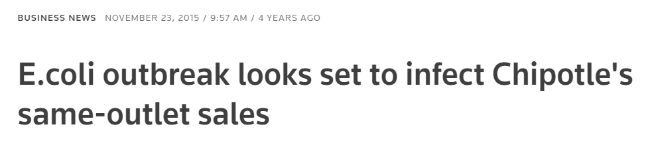 BUSINESS NEWS NOVEMBER 23, 2015 / 9:57 AM / 4 YEARS AGO
E.coli outbreak looks set to infect Chipotle's
same-outlet sales